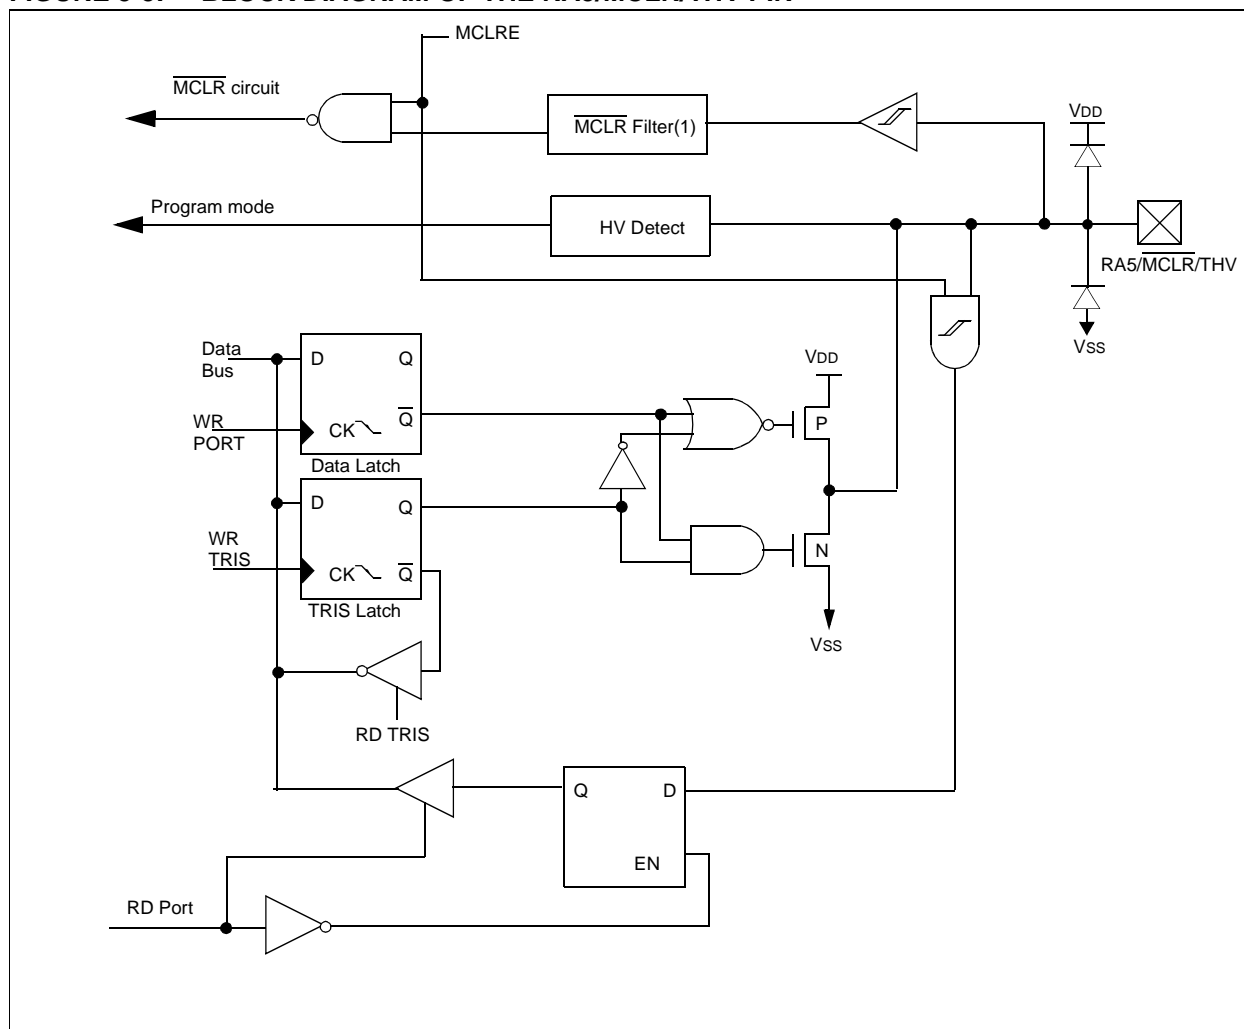 MCLRE
MCLR circuit
MCLR Filter(1)
VDD
Program mode
HV Detect
RA5/MCLR/THV
VSS
Data
Bus
D
Q
VDD
WR
PORT
CK
Q
P
Data Latch
D
Q
WR
TRIS
CK
Q
N
TRIS Latch
VSS
RD TRIS
Q
D
EN
RD Port